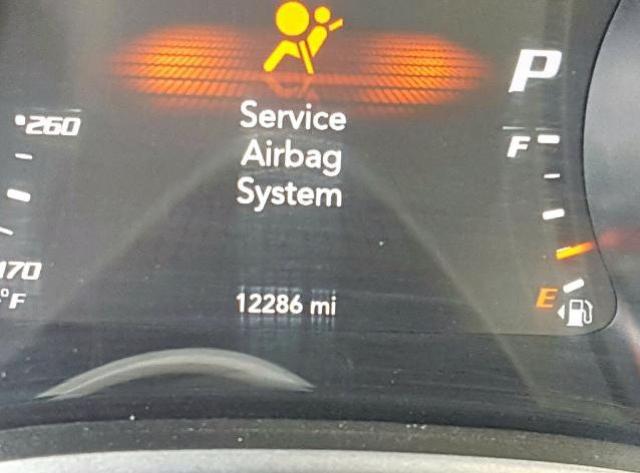 P
Service
Airbag
System
260
F
170
°F
12286 mi
E